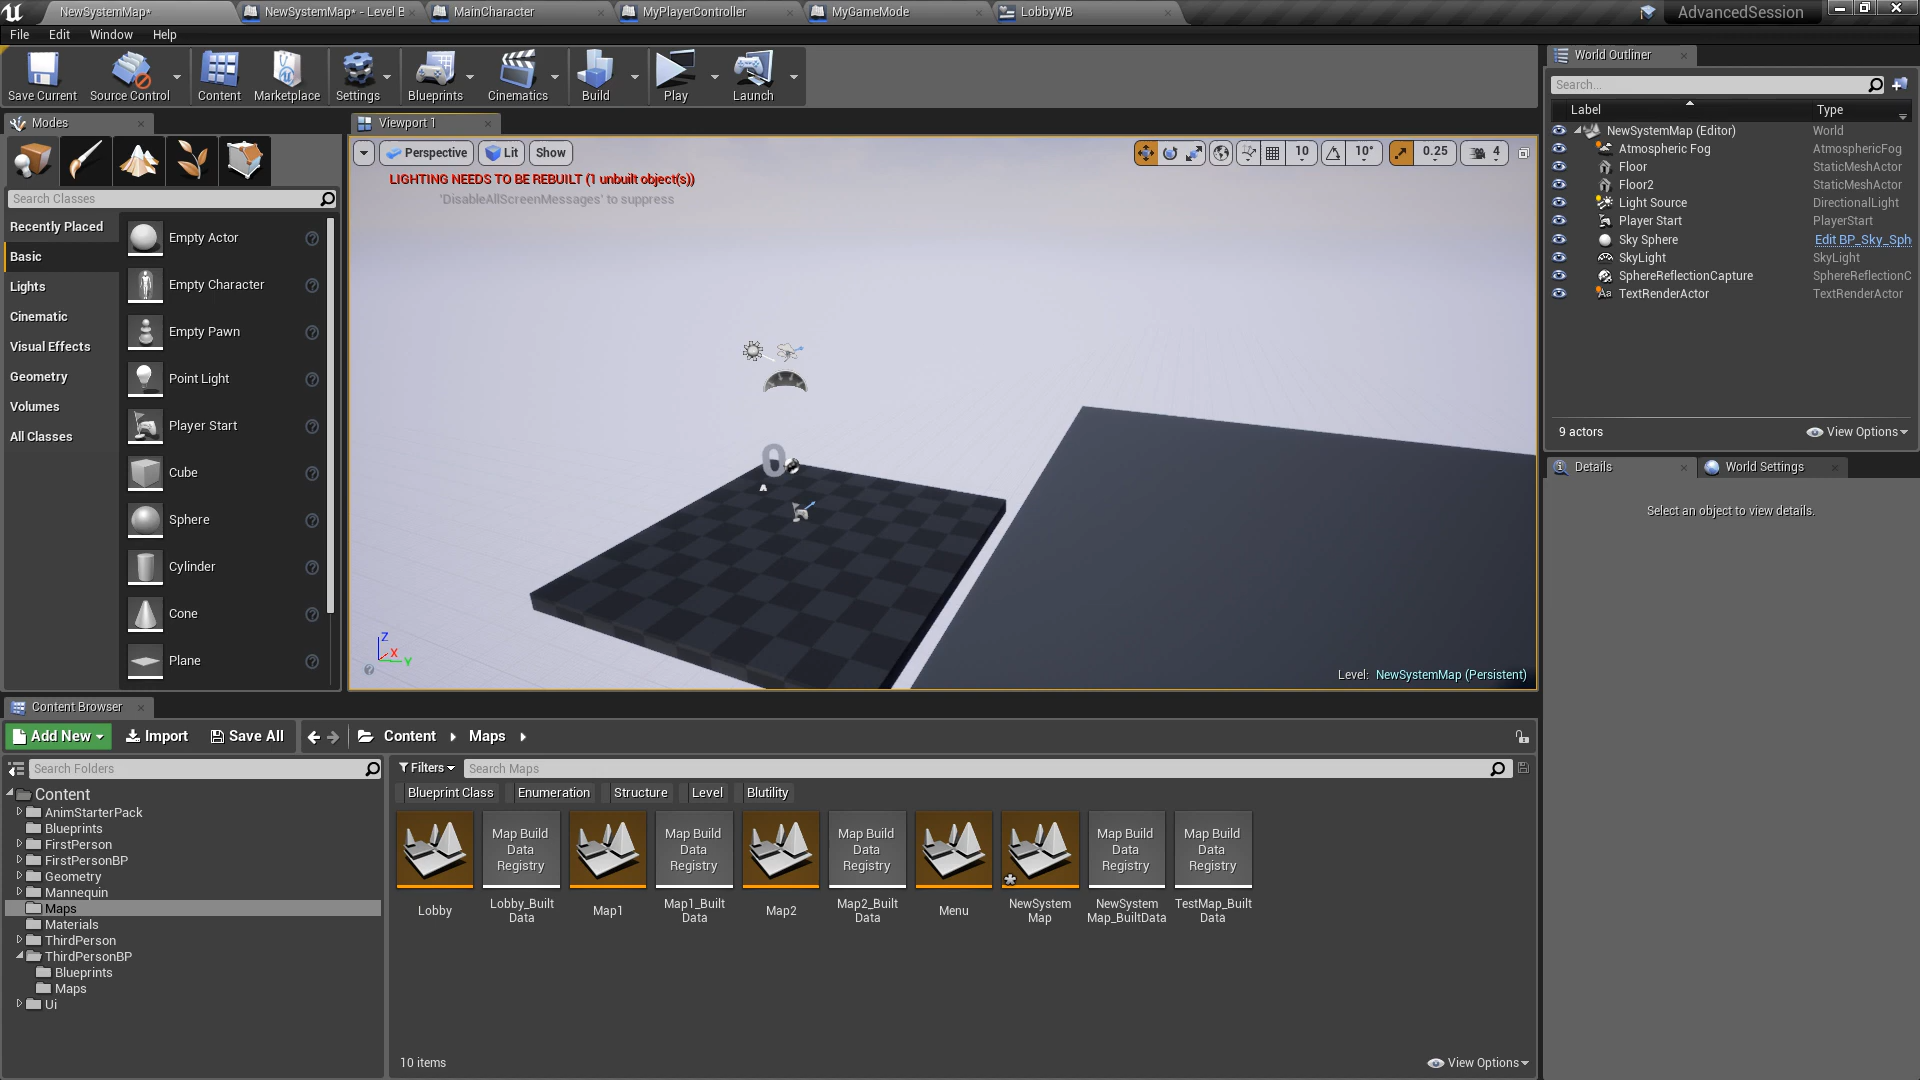 NewSystemMap*
NewSystemMap* - Level B
MainCharacter
MyPlayerController
MyGameMode
LobbyWB
AdvancedSession
File
Edit
Window
Help
Save Current
Source Control
Content
Marketplace
Settings
Blueprints
Cinematics
Build
Play
Launch
Modes
Search Classes
Recently Placed
Basic
Lights
Cinematic
Visual Effects
Geometry
Volumes
All Classes
Empty Actor
Empty Character
Empty Pawn
Point Light
Player Start
Cube
Sphere
Cylinder
Cone
Plane
Viewport 1
Perspective
Lit
Show
10
10°
0.25
4
LIGHTING NEEDS TO BE REBUILT (1 unbuilt object(s))
'DisableAllScreenMessages' to suppress
0
Z
X
Y
Level: NewSystemMap (Persistent)
World Outliner
Search...
Label
Type
NewSystemMap (Editor) World
Atmospheric Fog AtmosphericFog
Floor StaticMeshActor
Floor2 StaticMeshActor
Light Source DirectionalLight
Player Start PlayerStart
Sky Sphere Edit BP_Sky_Sph
SkyLight SkyLight
SphereReflectionCapture SphereReflectionC
Aa TextRenderActor TextRenderActor
9 actors
View Options
Details
World Settings
Select an object to view details.
Content Browser
Add New
Import
Save All
Content
Maps
Search Folders
Content
AnimStarterPack
Blueprints
FirstPerson
FirstPersonBP
Geometry
Mannequin
Maps
Materials
ThirdPerson
ThirdPersonBP
Blueprints
Maps
Ui
Filters
Search Maps
Blueprint Class
Enumeration
Structure
Level
Blutility
Lobby
Map Build
Data
Registry
Lobby_Built
Data
Map1
Map Build
Data
Registry
Map1_Built
Data
Map2
Map Build
Data
Registry
Map2_Built
Data
Menu
NewSystem
Map
Map Build
Data
Registry
NewSystem
Map_BuiltData
Map Build
Data
Registry
TestMap_Built
Data
10 items
View Options